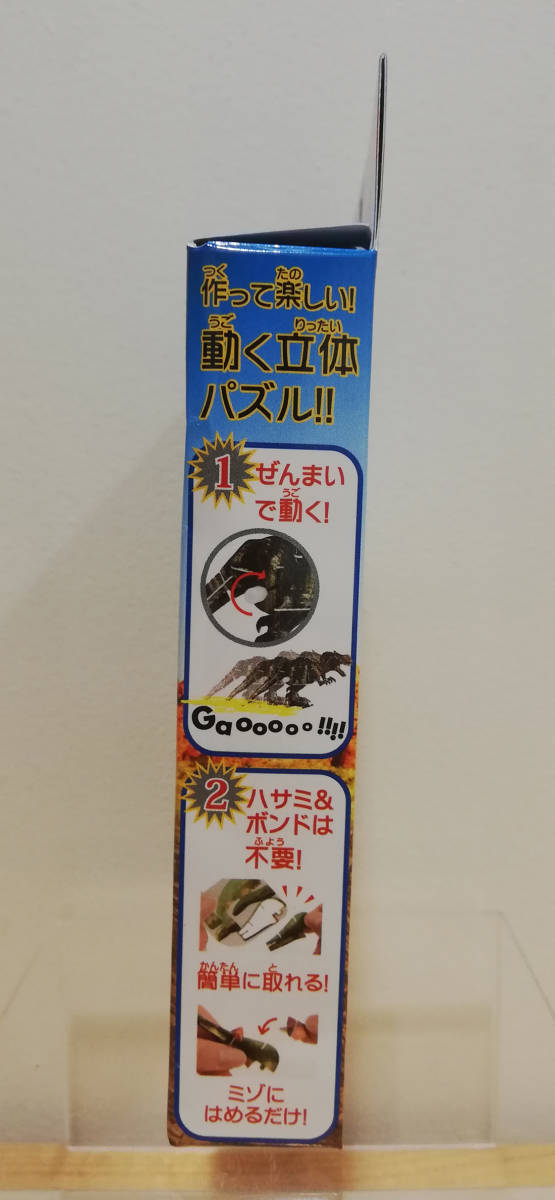 つく たの
作って楽しい!
うご りったい
動く立体
パズル!!
1 ぜんまい
うご
で動く!
Gaooooo!!!!
2 ハサミ&
ボンドは
ふよう
不要!
かんたん と
簡単に取れる!
ミゾに
はめるだけ!